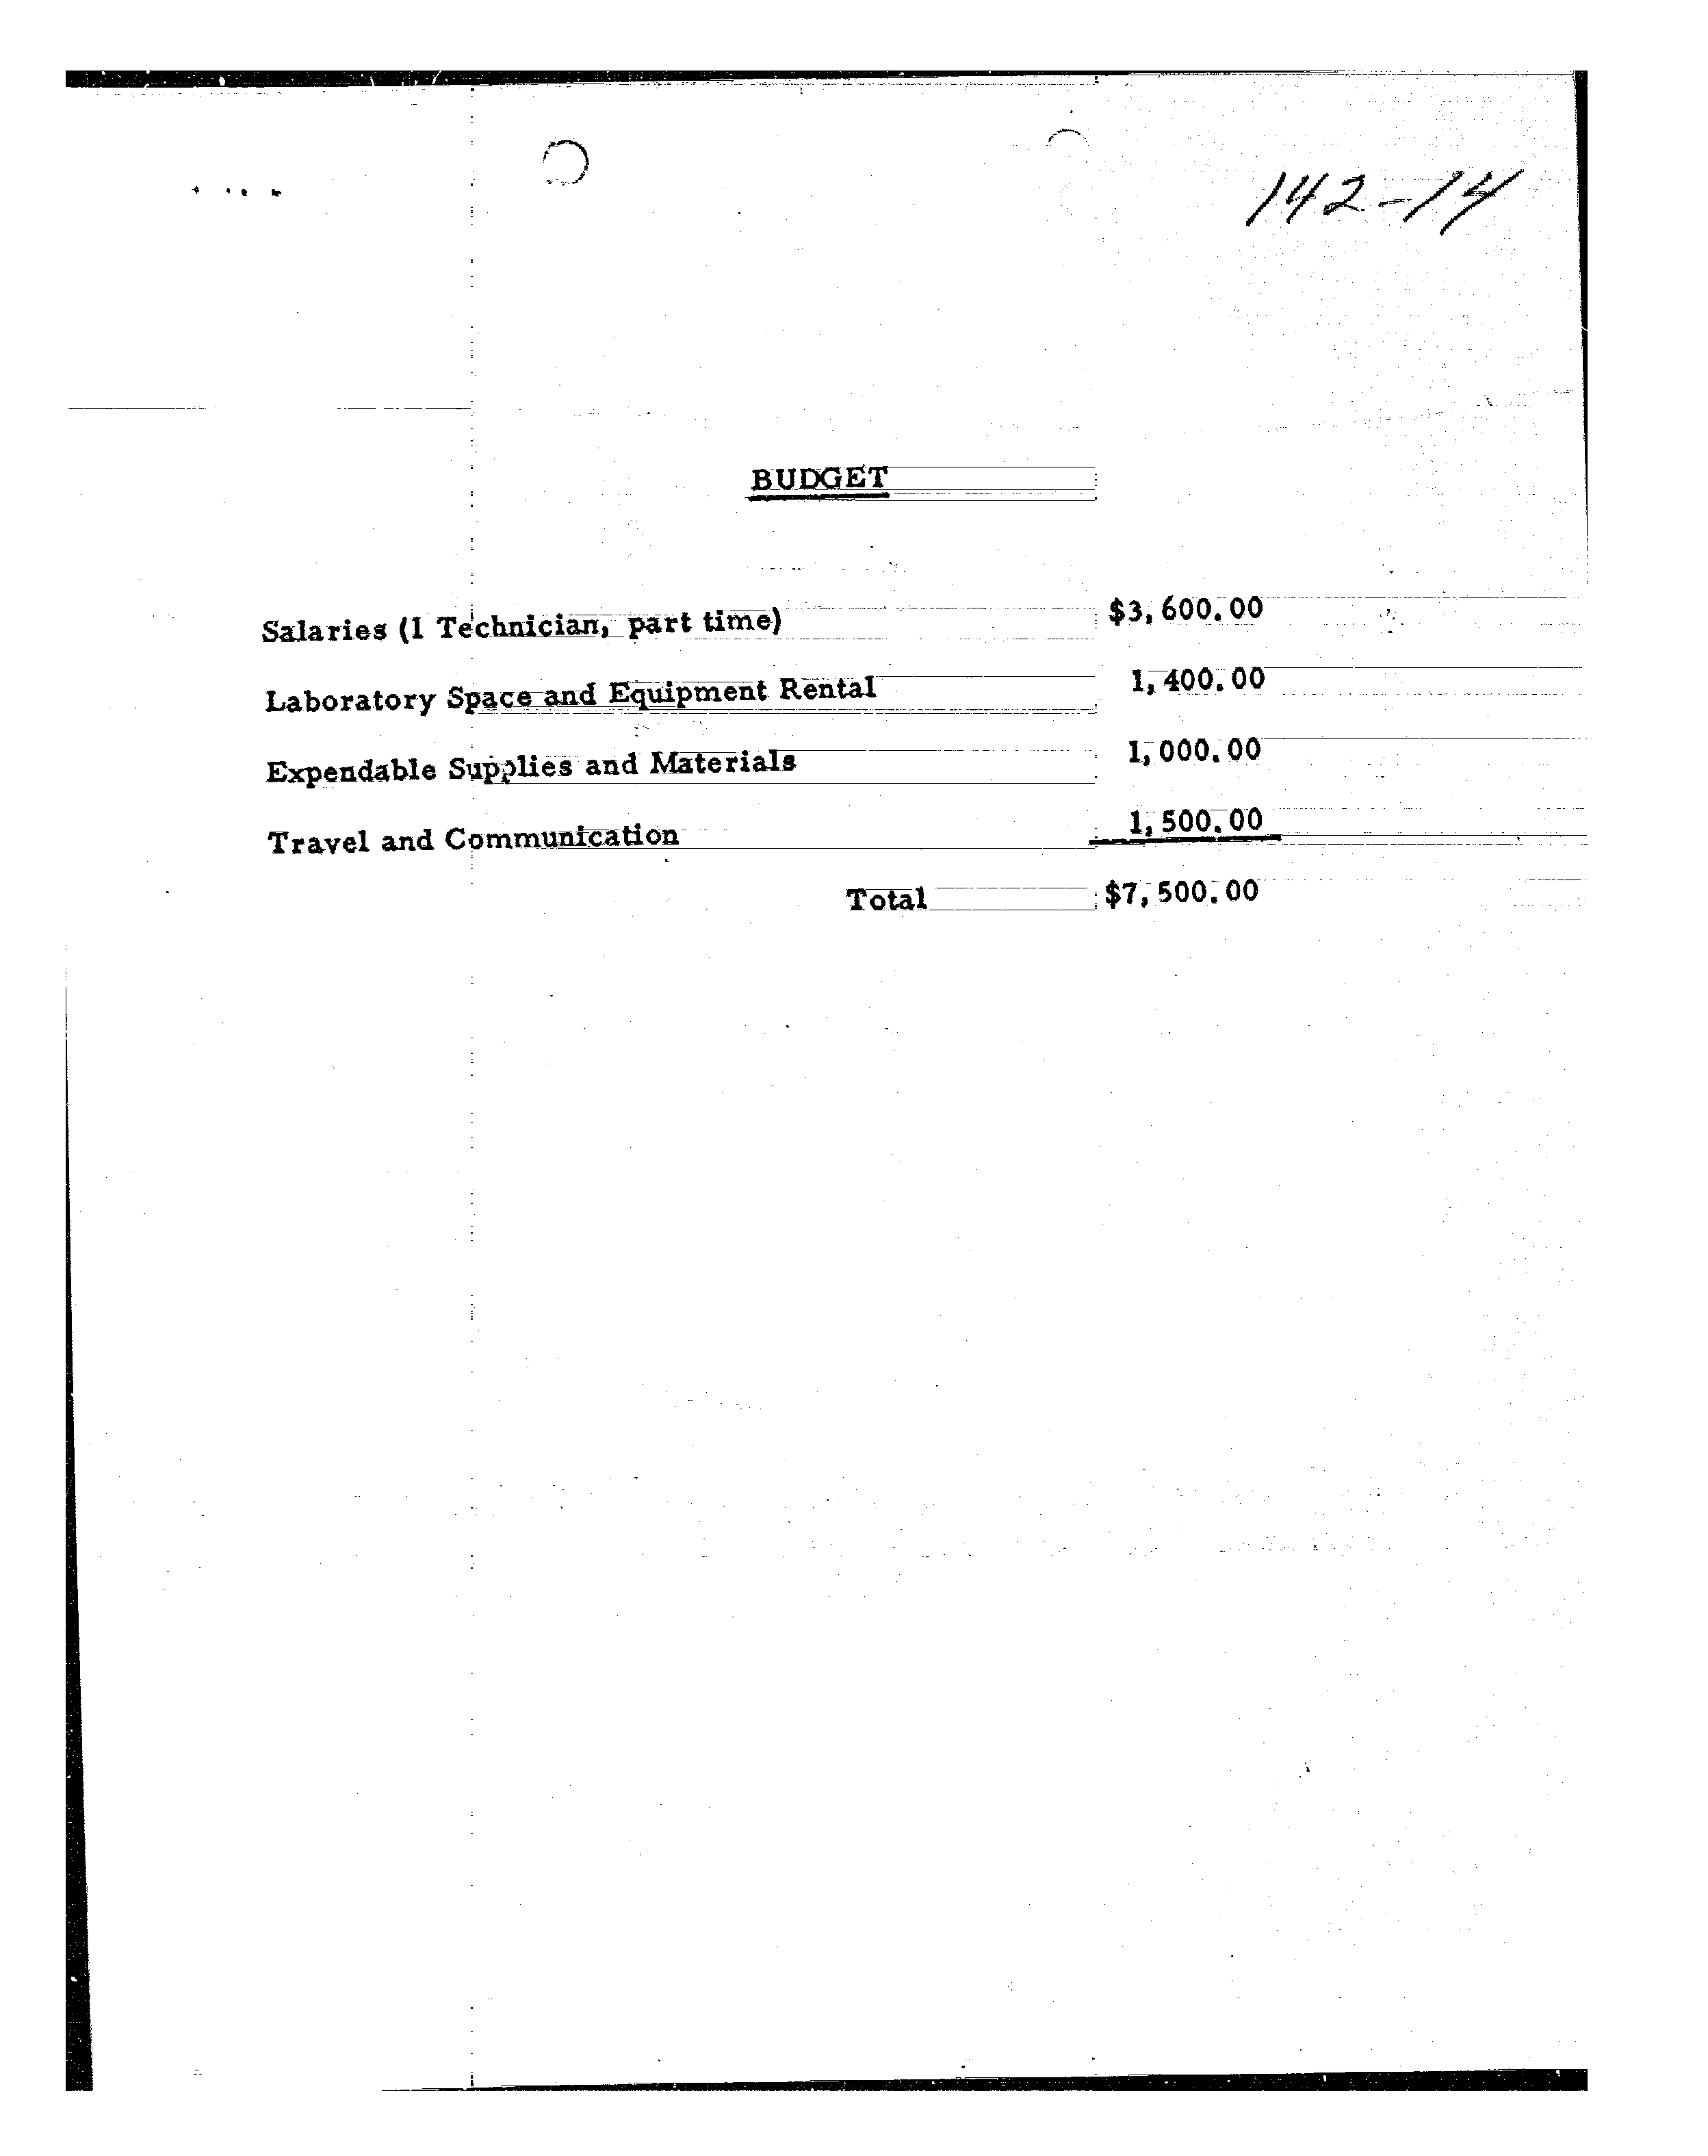 142-14
BUDGET
Salaries (1 Technician, part time) $3,600.00
Laboratory Space and Equipment Rental 1,400.00
Expendable Supplies and Materials 1,000.00
Travel and Communication 1,500.00
Total $7,500.00